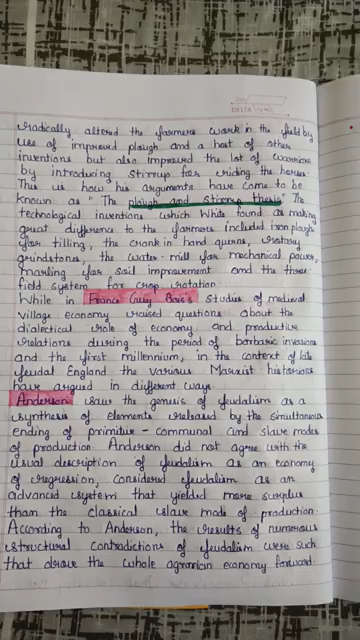 DELTA
radically altered the farmers work in the field by
use of improved plough and a host of other
inventions but also improved the lot of warriors
by introducing stirrup for riding the horses.
This is how his arguments have come to be
known as "The plough and stirrup thesis" The
technological inventions which White found as making
great difference to the farmers included iron plough
for tilling, the crank in hand querns, rotary
grindstones, the water-mill for mechanical power,
marling for soil improvement and the three
field system for crop rotation.
While in France Guy Bois's studies of medieval
village economy raised questions about the
dialectical role of economy and productive
relations during the period of barbaric invasions
and the first millennium, in the context of late
feudal England the various Marxist historians
have argued in different ways.
Anderson saw the genesis of feudalism as a
synthesis of elements released by the simultaneous
ending of primitive-communal and slave modes
of production. Anderson did not agree with the
usual description of feudalism as an economy
of regression, considered feudalism as an
advanced system that yielded more surplus
than the classical slave mode of production.
According to Anderson, the results of numerous
structural contradictions of feudalism were such
that drove the whole agrarian economy forward.